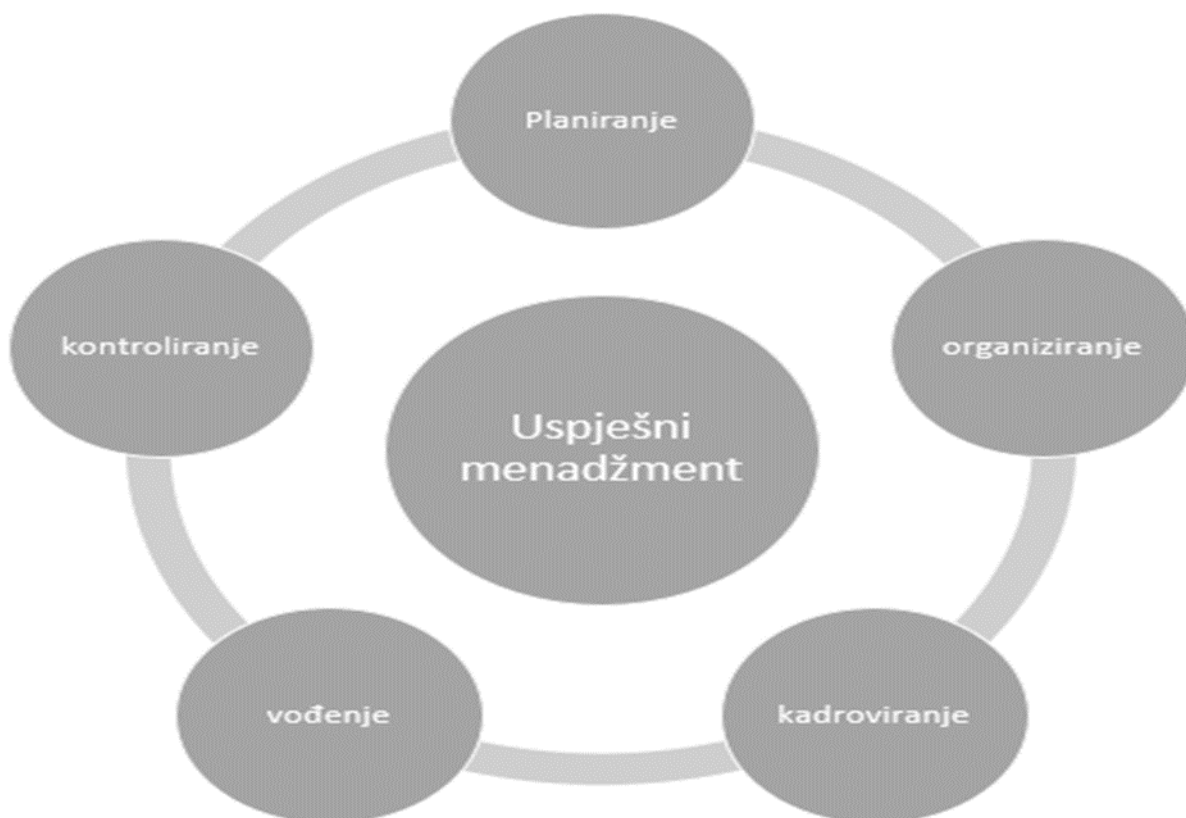 Planiranje
kontroliranje
organiziranje
Uspješni
menadžment
vođenje
kadroviranje